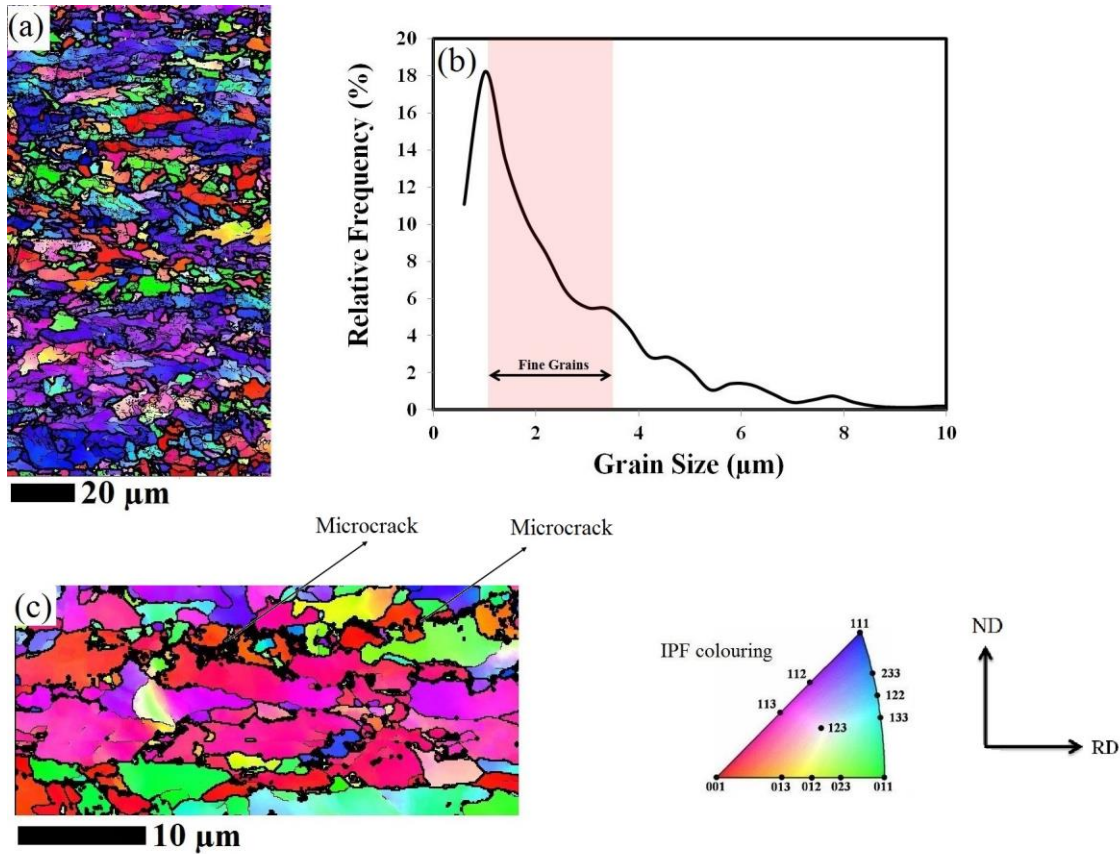 (a)
20 µm
(b)
Relative Frequency (%)
20
18
16
14
12
10
8
6
4
2
0
Fine Grains
0 2 4 6 8 10
Grain Size (µm)
Microcrack Microcrack
(c)
10 µm
IPF colouring
111
233
112
122
113
133
123
001 013 012 023 011
ND
RD